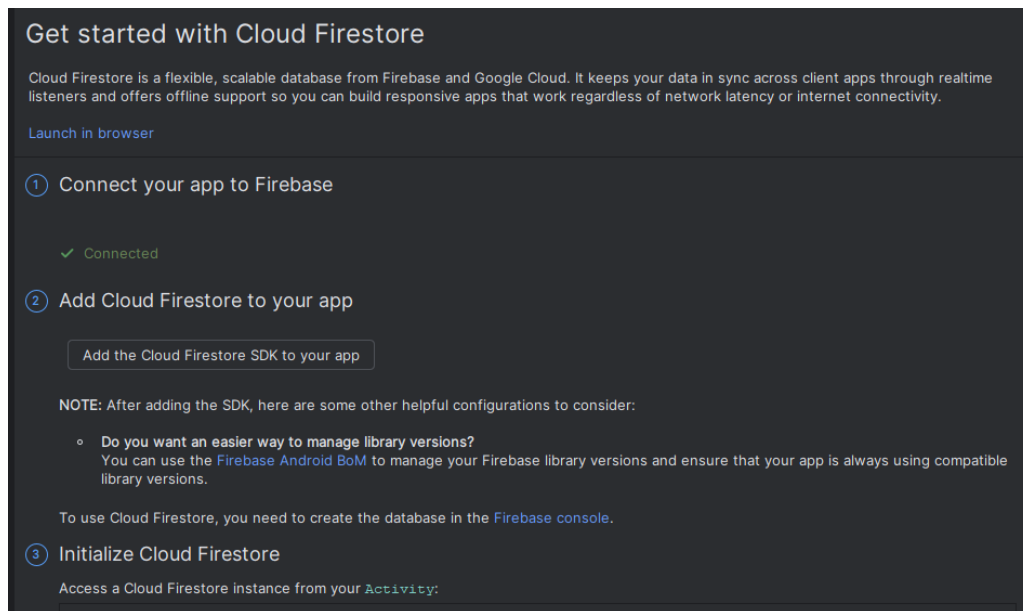 Get started with Cloud Firestore
Cloud Firestore is a flexible, scalable database from Firebase and Google Cloud. It keeps your data in sync across client apps through realtime
listeners and offers offline support so you can build responsive apps that work regardless of network latency or internet connectivity.
Launch in browser
1 Connect your app to Firebase
✓ Connected
2 Add Cloud Firestore to your app
Add the Cloud Firestore SDK to your app
NOTE: After adding the SDK, here are some other helpful configurations to consider:
Do you want an easier way to manage library versions?
You can use the Firebase Android BoM to manage your Firebase library versions and ensure that your app is always using compatible
library versions.
To use Cloud Firestore, you need to create the database in the Firebase console.
3 Initialize Cloud Firestore
Access a Cloud Firestore instance from your Activity: